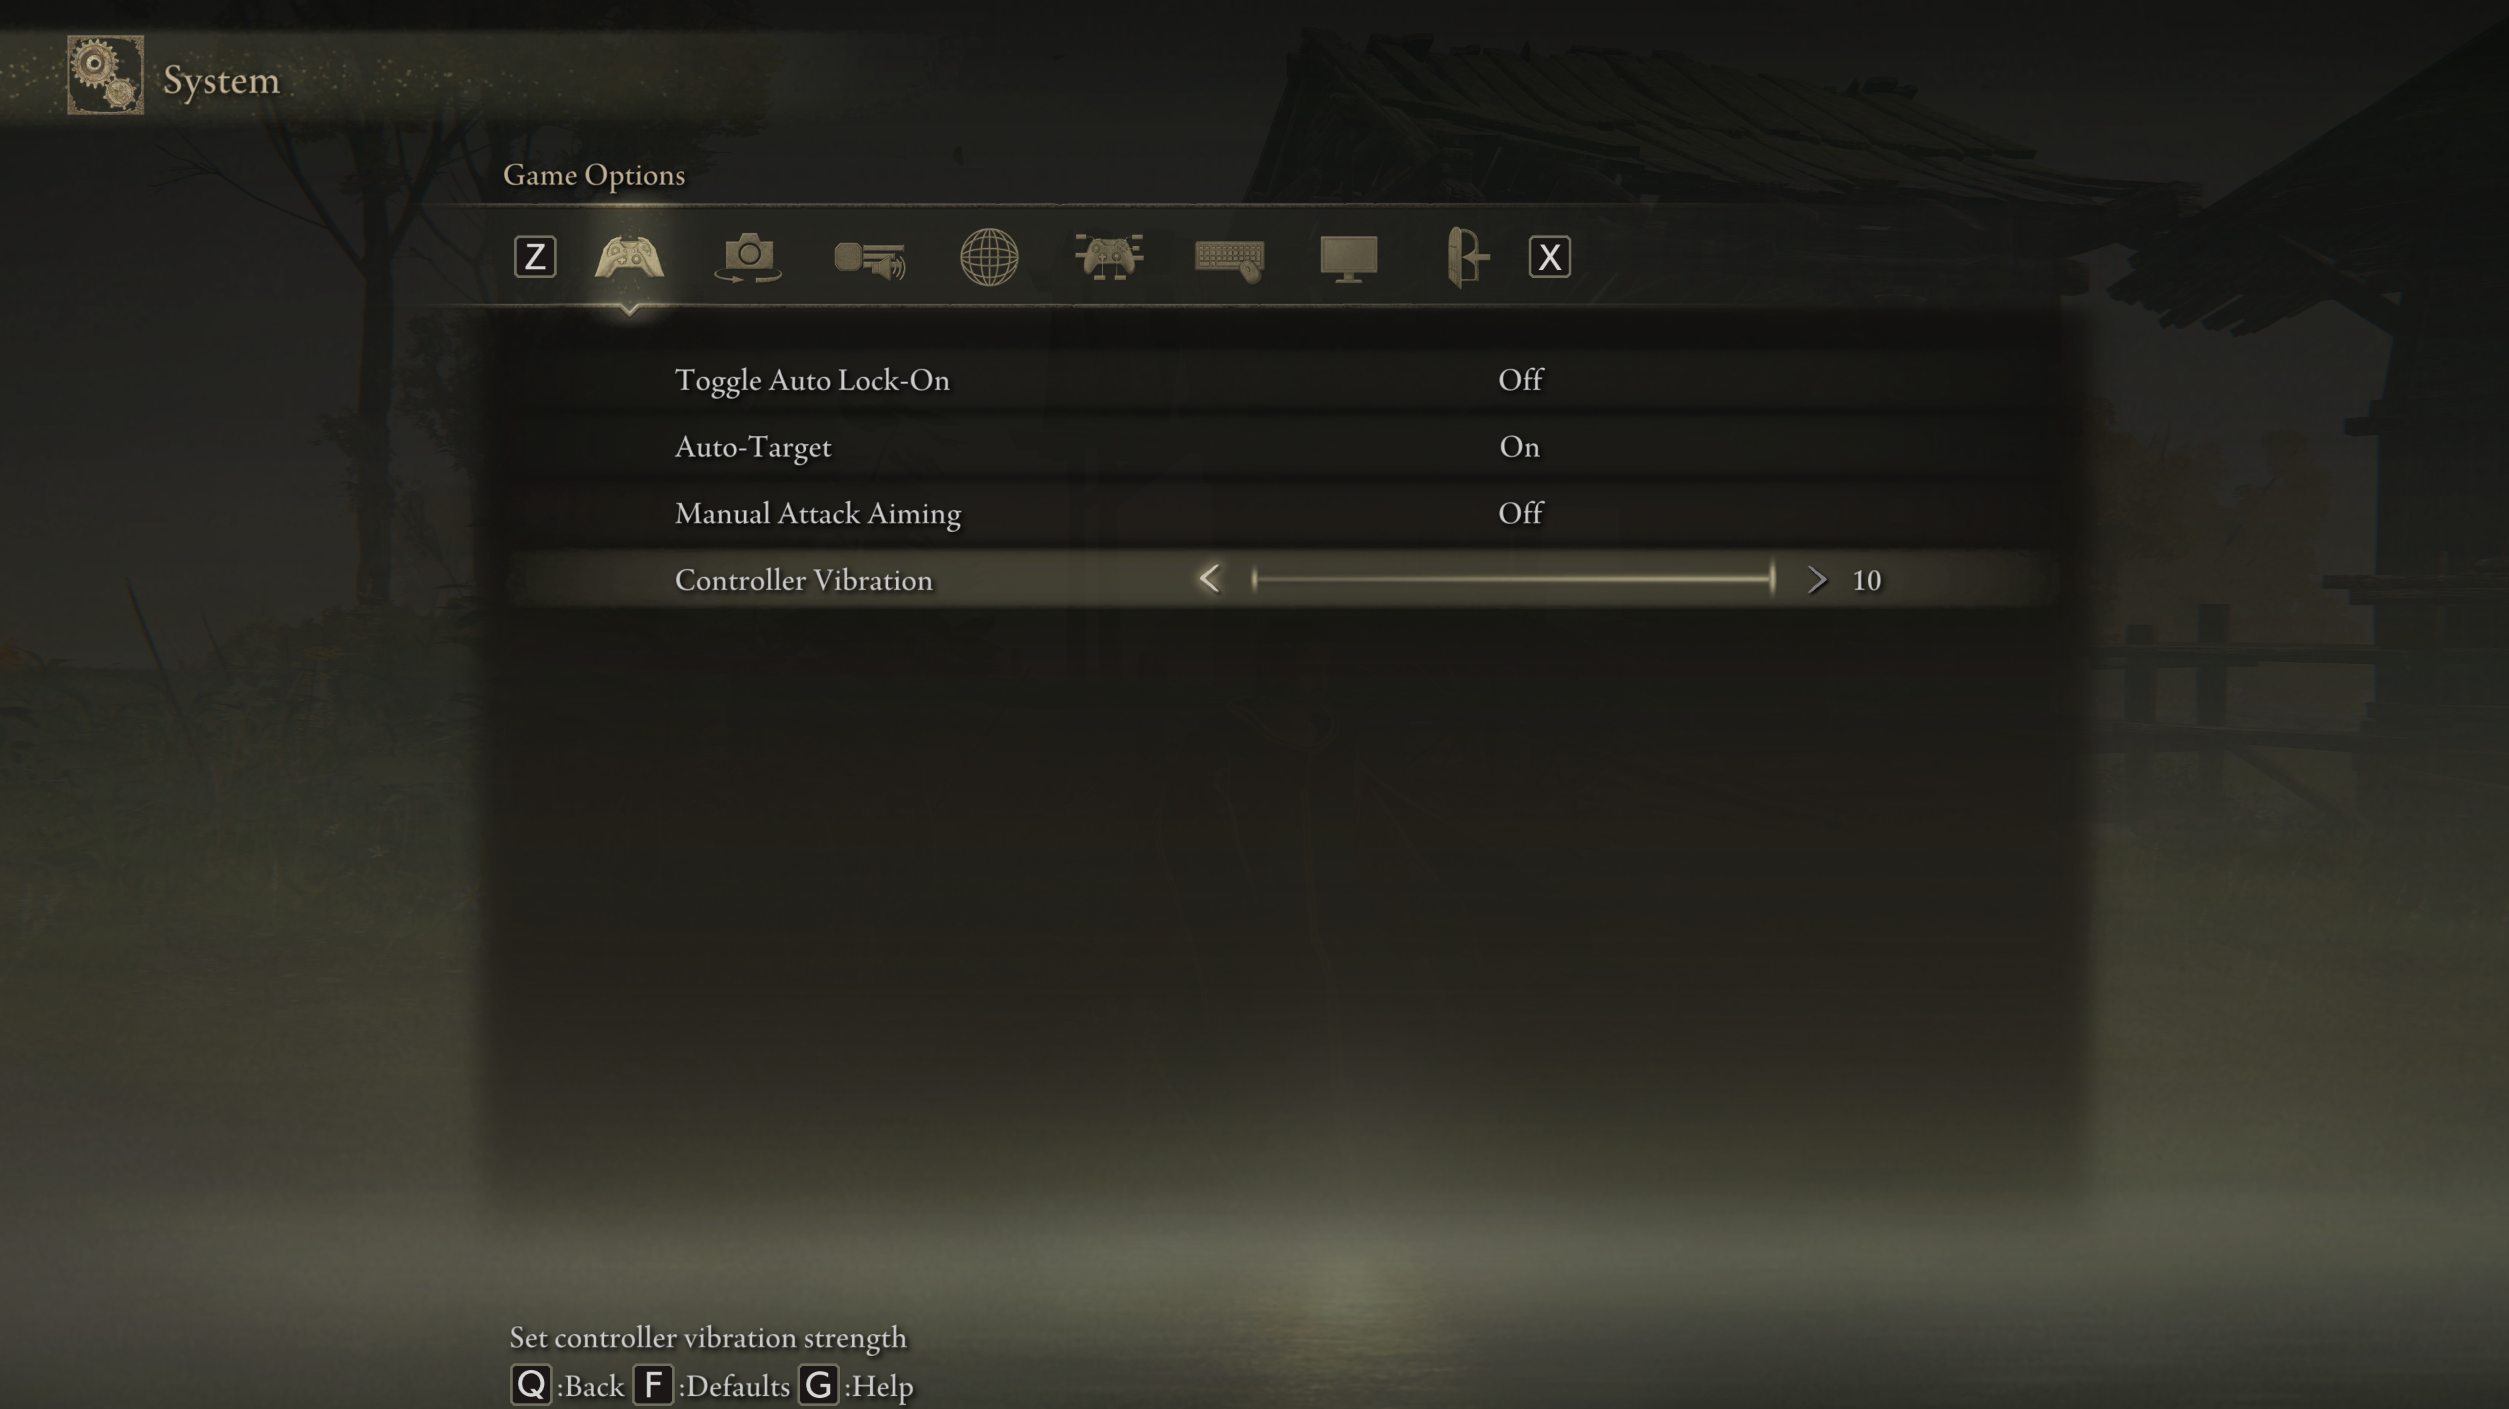 System
Game Options
Z X
Toggle Auto Lock-On Off
Auto-Target On
Manual Attack Aiming Off
Controller Vibration 10
Set controller vibration strength
Q :Back F :Defaults G :Help